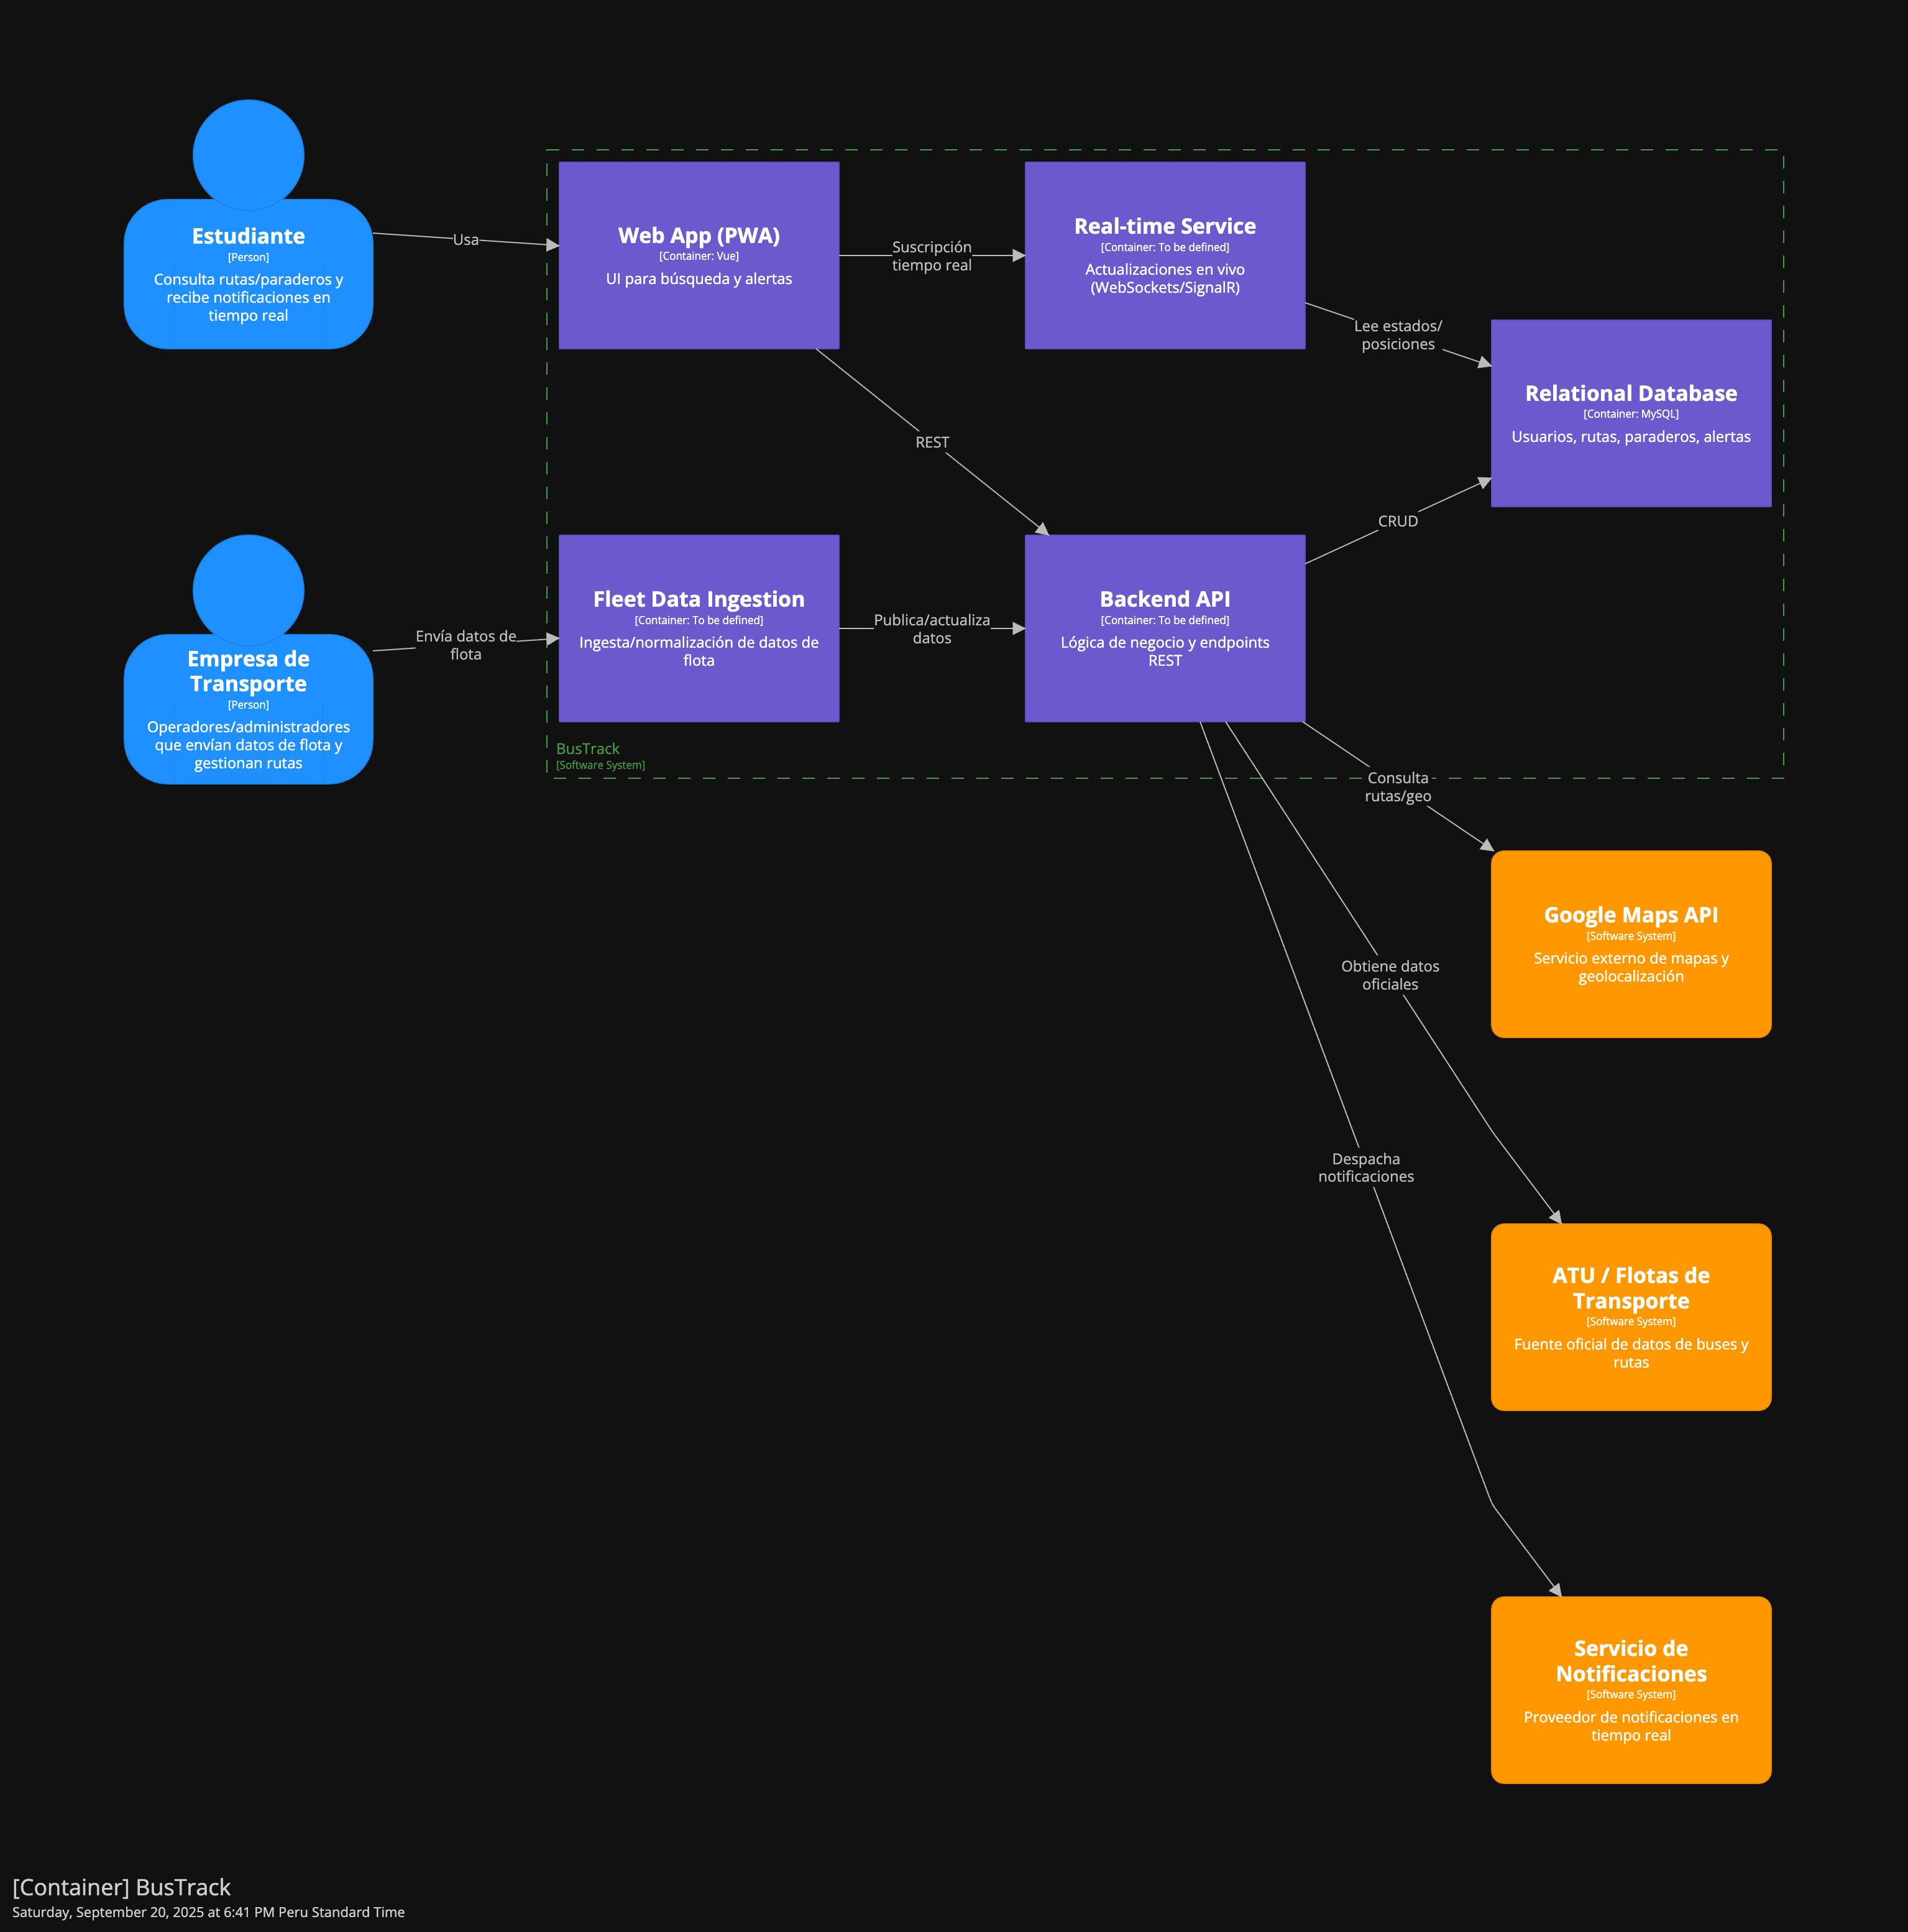 Estudiante
[Person]
Consulta rutas/paraderos y
recibe notificaciones en
tiempo real
Usa
Web App (PWA)
[Container: Vue]
UI para búsqueda y alertas
Suscripción
tiempo real
Real-time Service
[Container: To be defined]
Actualizaciones en vivo
(WebSockets/SignalR)
Lee estados/
posiciones
Relational Database
[Container: MySQL]
Usuarios, rutas, paraderos, alertas
REST
CRUD
Empresa de
Transporte
[Person]
Operadores/administradores
que envían datos de flota y
gestionan rutas
Envía datos de
flota
Fleet Data Ingestion
[Container: To be defined]
Ingesta/normalización de datos de
flota
Publica/actualiza
datos
Backend API
[Container: To be defined]
Lógica de negocio y endpoints
REST
BusTrack
[Software System]
Consulta
rutas/geo
Google Maps API
[Software System]
Servicio externo de mapas y
geolocalización
Obtiene datos
oficiales
ATU / Flotas de
Transporte
[Software System]
Fuente oficial de datos de buses y
rutas
Despacha
notificaciones
Servicio de
Notificaciones
[Software System]
Proveedor de notificaciones en
tiempo real
[Container] BusTrack
Saturday, September 20, 2025 at 6:41 PM Peru Standard Time